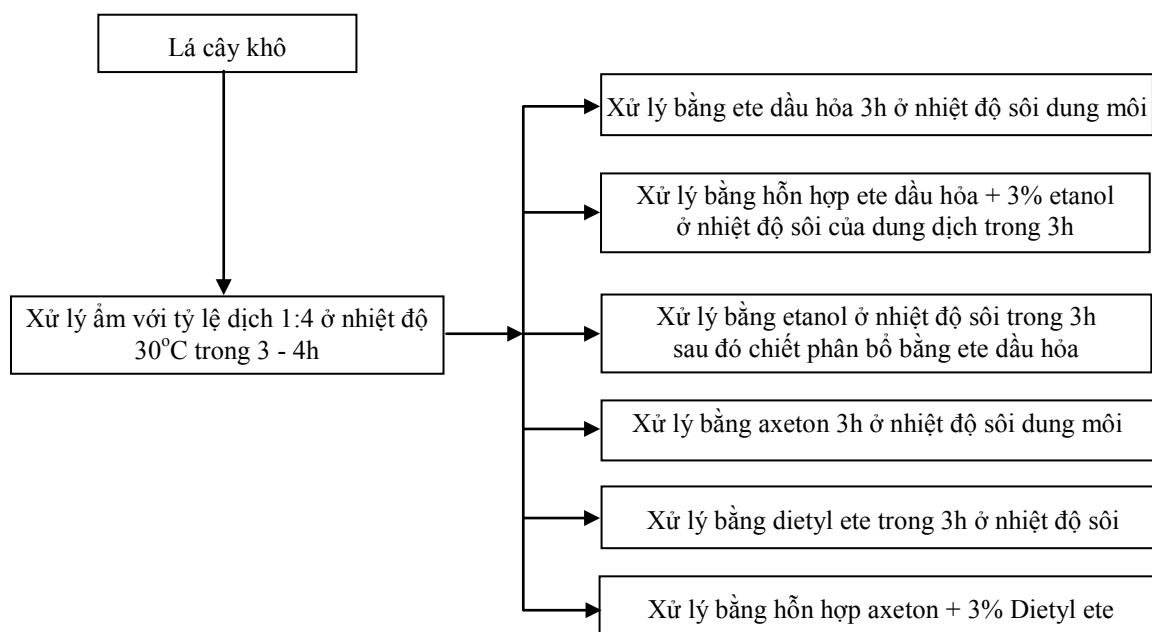 Lá cây khô
Xử lý ẩm với tỷ lệ dịch 1:4 ở nhiệt độ
30°C trong 3 - 4h
Xử lý bằng ete dầu hỏa 3h ở nhiệt độ sôi dung môi
Xử lý bằng hỗn hợp ete dầu hỏa + 3% etanol
ở nhiệt độ sôi của dung dịch trong 3h
Xử lý bằng etanol ở nhiệt độ sôi trong 3h
sau đó chiết phân bổ bằng ete dầu hỏa
Xử lý bằng axeton 3h ở nhiệt độ sôi dung môi
Xử lý bằng dietyl ete trong 3h ở nhiệt độ sôi
Xử lý bằng hỗn hợp axeton + 3% Dietyl ete